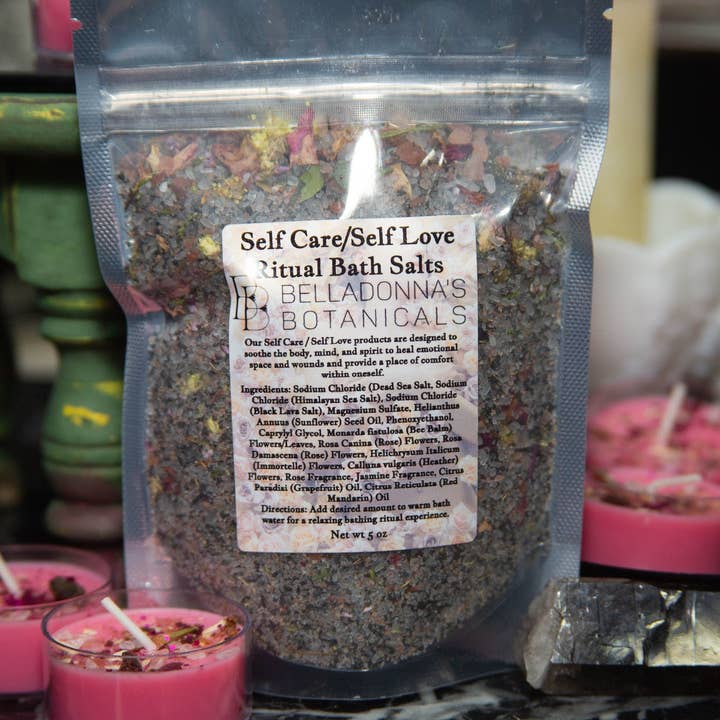 Self Care/Self Love
Ritual Bath Salts
BB BELLADONNA'S
BOTANICALS
Our Self Care / Self Love products are designed to
soothe the body, mind, and spirit to heal emotional
space and wounds and provide a place of comfort
within oneself.
Ingredients: Sodium Chloride (Dead Sea Salt, Sodium
Chloride (Himalayan Sea Salt), Sodium Chloride
(Black Lava Salt), Magnesium Sulfate, Helianthus
Annuus (Sunflower) Seed Oil, Phenoxyethanol,
Caprylyl Glycol, Monarda fistulosa (Bee Balm)
Flowers/Leaves, Rosa Canina (Rose) Flowers, Rosa
Damascena (Rose) Flowers, Helichrysum Italicum
(Immortelle) Flowers, Calluna vulgaris (Heather)
Flowers, Rose Fragrance, Jasmine Fragrance, Citrus
Paradisi (Grapefruit) Oil, Citrus Reticulata (Red
Mandarin) Oil
Directions: Add desired amount to warm bath
water for a relaxing bathing ritual experience.
Net wt 5 oz